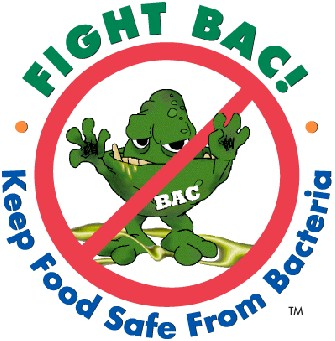 FIGHT BAC!
BAC
Keep Food Safe From Bacteria
TM